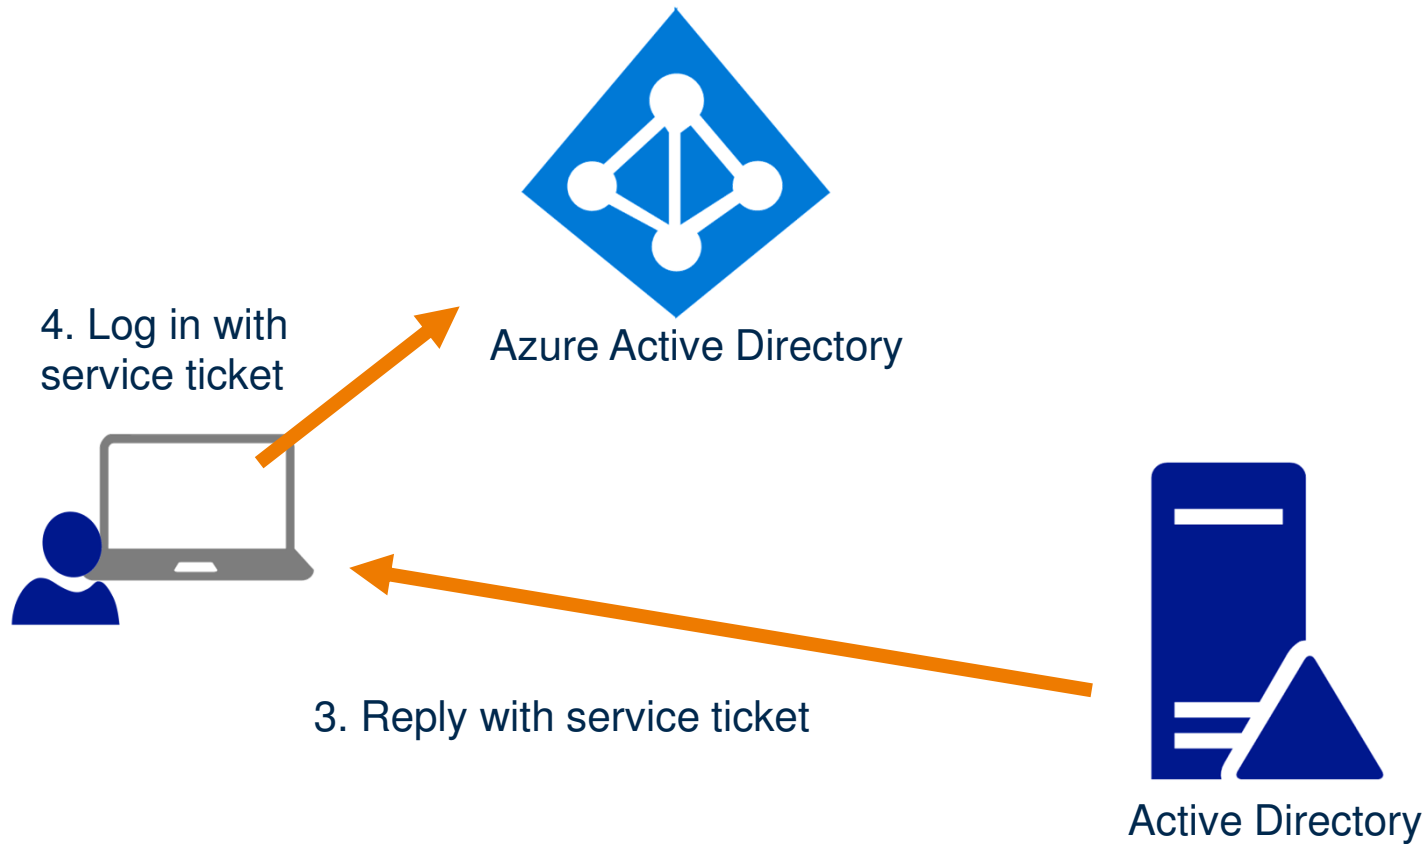 4. Log in with
service ticket
Azure Active Directory
3. Reply with service ticket
Active Directory